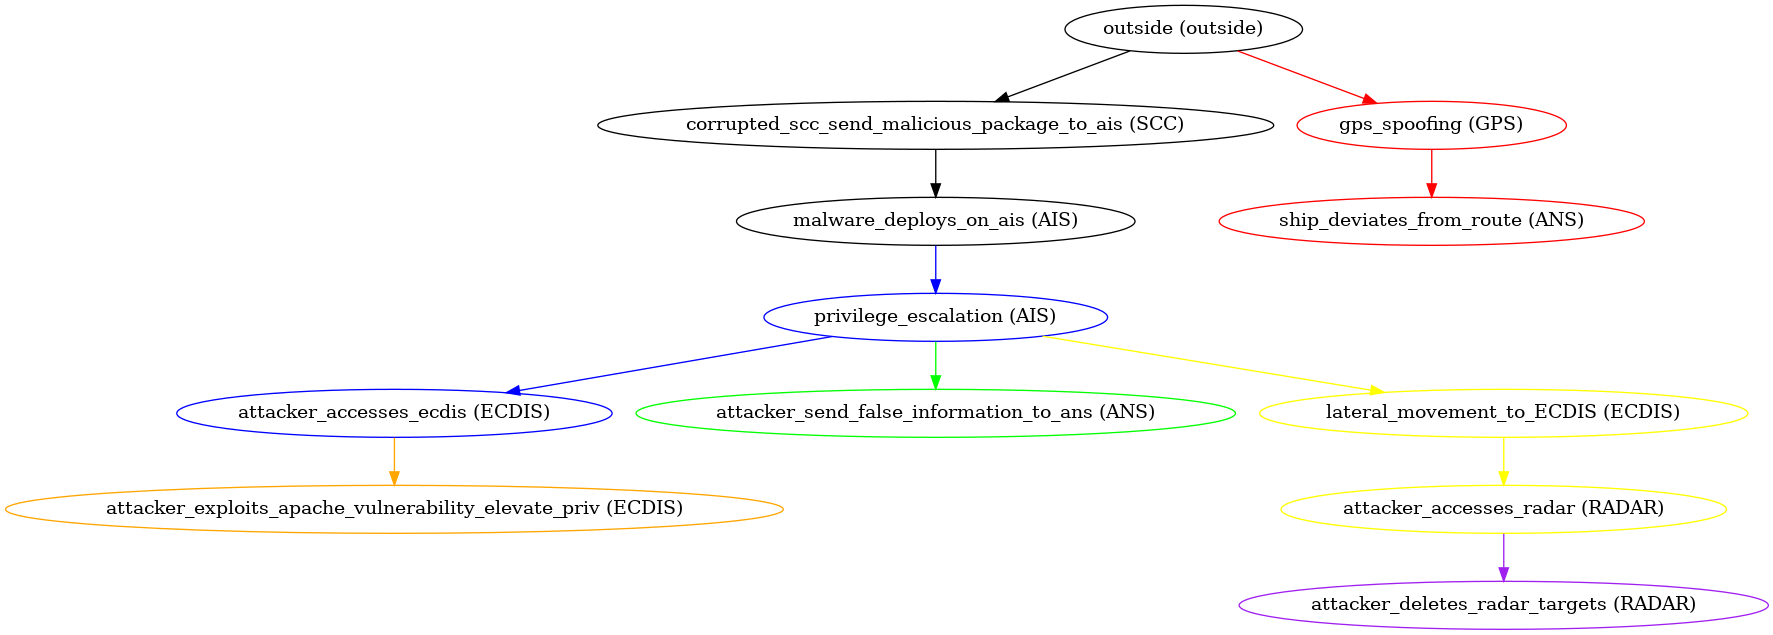 outside (outside)
corrupted_scc_send_malicious_package_to_ais (SCC)
gps_spoofing (GPS)
malware_deploys_on_ais (AIS)
ship_deviates_from_route (ANS)
privilege_escalation (AIS)
attacker_accesses_ecdis (ECDIS)
attacker_send_false_information_to_ans (ANS)
lateral_movement_to_ECDIS (ECDIS)
attacker_exploits_apache_vulnerability_elevate_priv (ECDIS)
attacker_accesses_radar (RADAR)
attacker_deletes_radar_targets (RADAR)